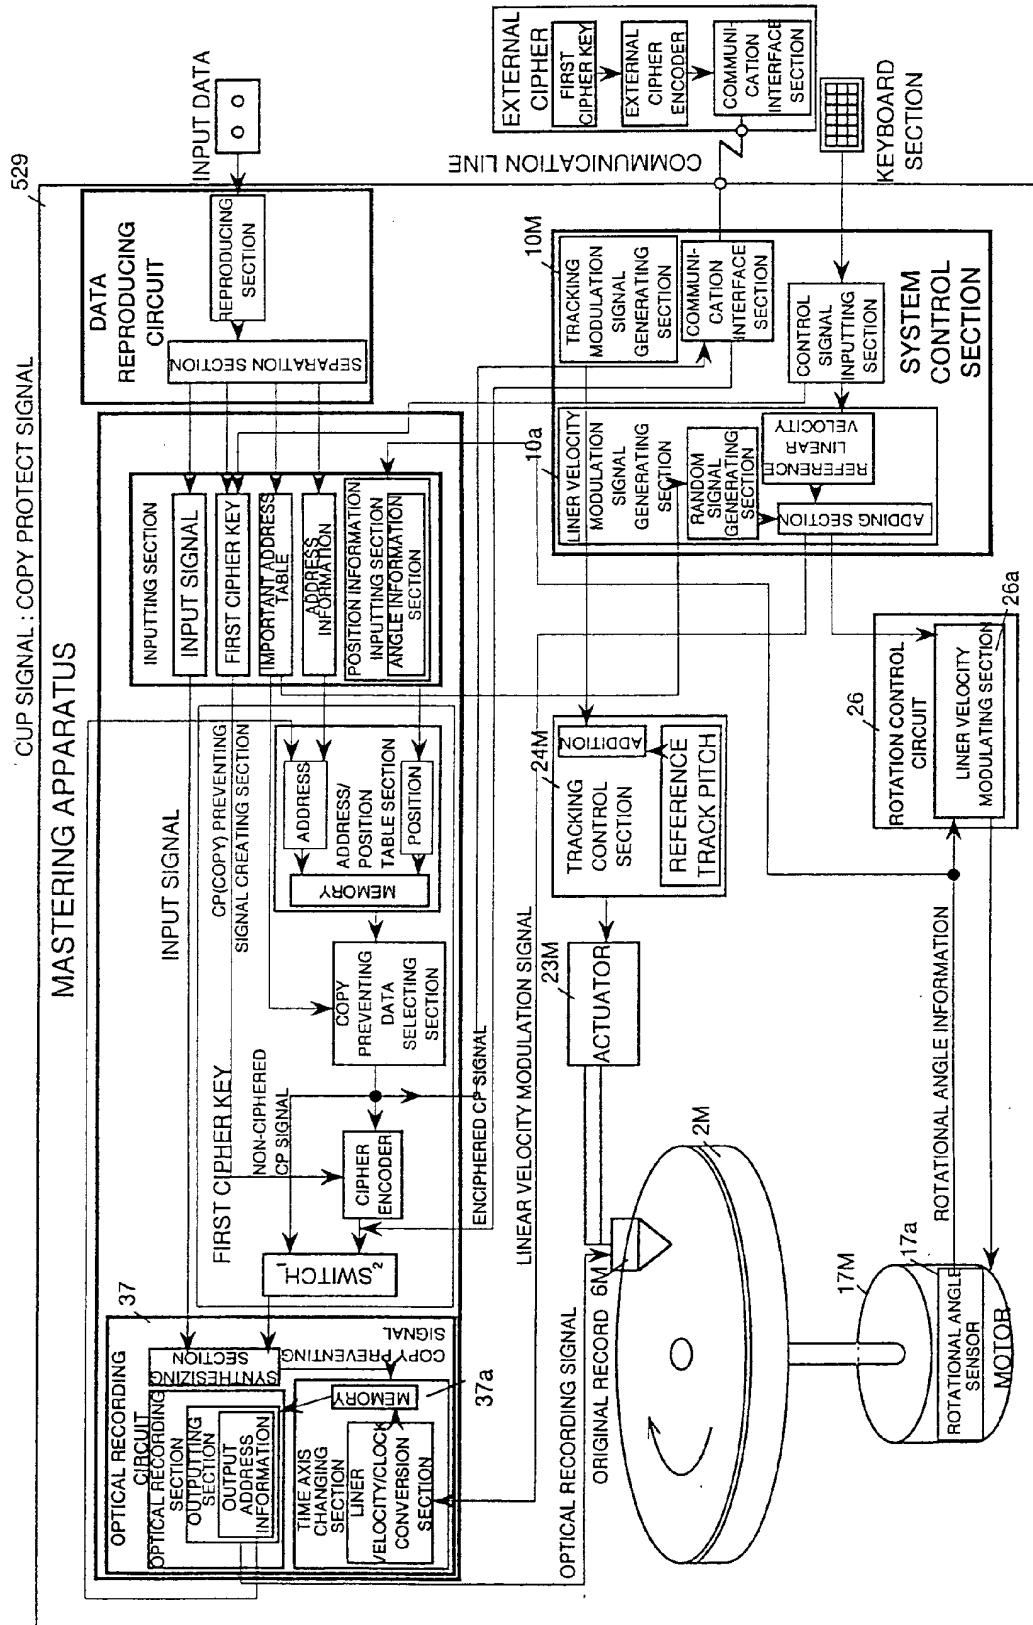 CUP SIGNAL : COPY PROTECT SIGNAL
529
MASTERING APPARATUS
INPUT DATA
DATA
REPRODUCING
CIRCUIT
REPRODUCING
SECTION
SEPARATION SECTION
EXTERNAL
CIPHER
FIRST
CIPHER KEY
EXTERNAL
CIPHER
ENCODER
COMMUNI-
CATION
INTERFACE
SECTION
COMMUNICATION LINE
KEYBOARD
SECTION
INPUTTING SECTION
INPUT SIGNAL
FIRST CIPHER KEY
IMPORTANT ADDRESS
TABLE
ADDRESS
INFORMATION
POSITION INFORMATION
INPUTTING SECTION
ANGLE INFORMATION
SECTION
10M
TRACKING
MODULATION
SIGNAL
GENERATING
SECTION
COMMUNI-
CATION
INTERFACE
SECTION
CONTROL
SIGNAL
INPUTTING
SECTION
SYSTEM
CONTROL
SECTION
10a
LINER VELOCITY
MODULATION
SIGNAL
GENERATING
SECTION
RANDOM
SIGNAL
GENERATING
SECTION
REFERENCE
LINEAR
VELOCITY
ADDING SECTION
INPUT SIGNAL
CP(COPY) PREVENTING
SIGNAL CREATING SECTION
ADDRESS
ADDRESS/
POSITION
TABLE SECTION
POSITION
MEMORY
COPY
PREVENTING
DATA
SELECTING
SECTION
FIRST CIPHER KEY
NON-CIPHERED
CP SIGNAL
CIPHER
ENCODER
ENCIPHERED CP SIGNAL
LINEAR VELOCITY MODULATION SIGNAL
1
SWITCH
2
24M
TRACKING
CONTROL
SECTION
ADDITION
REFERENCE
TRACK PITCH
23M
ACTUATOR
26
ROTATION CONTROL
CIRCUIT
26a
LINER VELOCITY
MODULATING SECTION
37
OPTICAL RECORDING
CIRCUIT
OPTICAL RECORDING
SECTION
OUTPUTING
SECTION
OUTPUT
ADDRESS
INFORMATION
SYNTHESIZING
SECTION
COPY PREVENTING
SIGNAL
TIME AXIS
CHANGING
SECTION
MEMORY
37a
LINER
VELOCITY/CLOCK
CONVERSION
SECTION
OPTICAL RECORDING SIGNAL
ORIGINAL RECORD
6M
2M
ROTATIONAL ANGLE INFORMATION
17M
17a
ROTATIONAL ANGLE
SENSOR
MOTOR